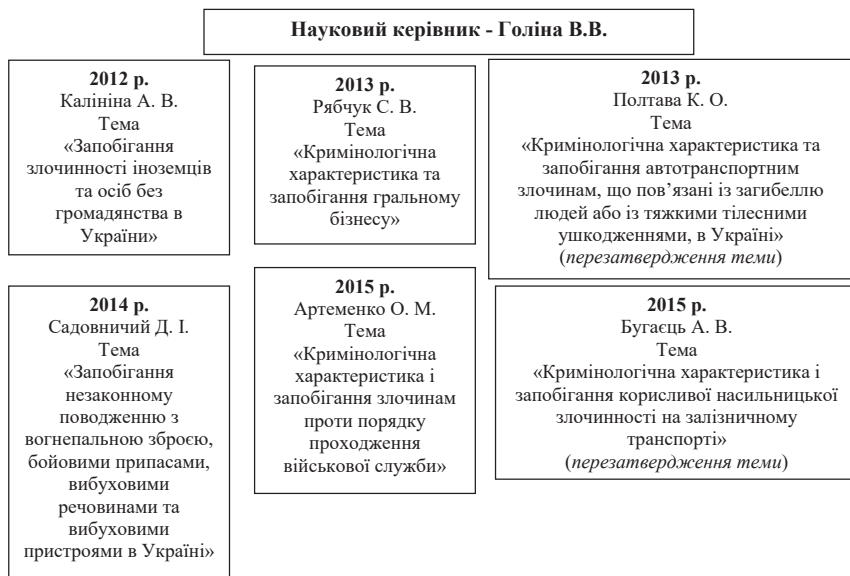 Науковий керівник - Голіна В.В.
2012 р.
Калініна А. В.
Тема
«Запобігання
злочинності іноземців
та осіб без
громадянства в
Україні»
2013 р.
Рябчук С. В.
Тема
«Кримінологічна
характеристика та
запобігання гральному
бізнесу»
2013 р.
Полтава К. О.
Тема
«Кримінологічна характеристика та
запобігання автотранспортним
злочинам, що пов’язані із загибеллю
людей або із тяжкими тілесними
ушкодженнями, в Україні»
(перезатвердження теми)
2014 р.
Садовничий Д. І.
Тема
«Запобігання
незаконному
поводженню з
вогнепальною зброєю,
бойовими припасами,
вибуховими
речовинами та
вибуховими
пристроями в Україні»
2015 р.
Артеменко О. М.
Тема
«Кримінологічна
характеристика і
запобігання злочинам
проти порядку
проходження
військової служби»
2015 р.
Бугаєць А. В.
Тема
«Кримінологічна характеристика і
запобігання корисливої насильницької
злочинності на залізничному
транспорті»
(перезатвердження теми)